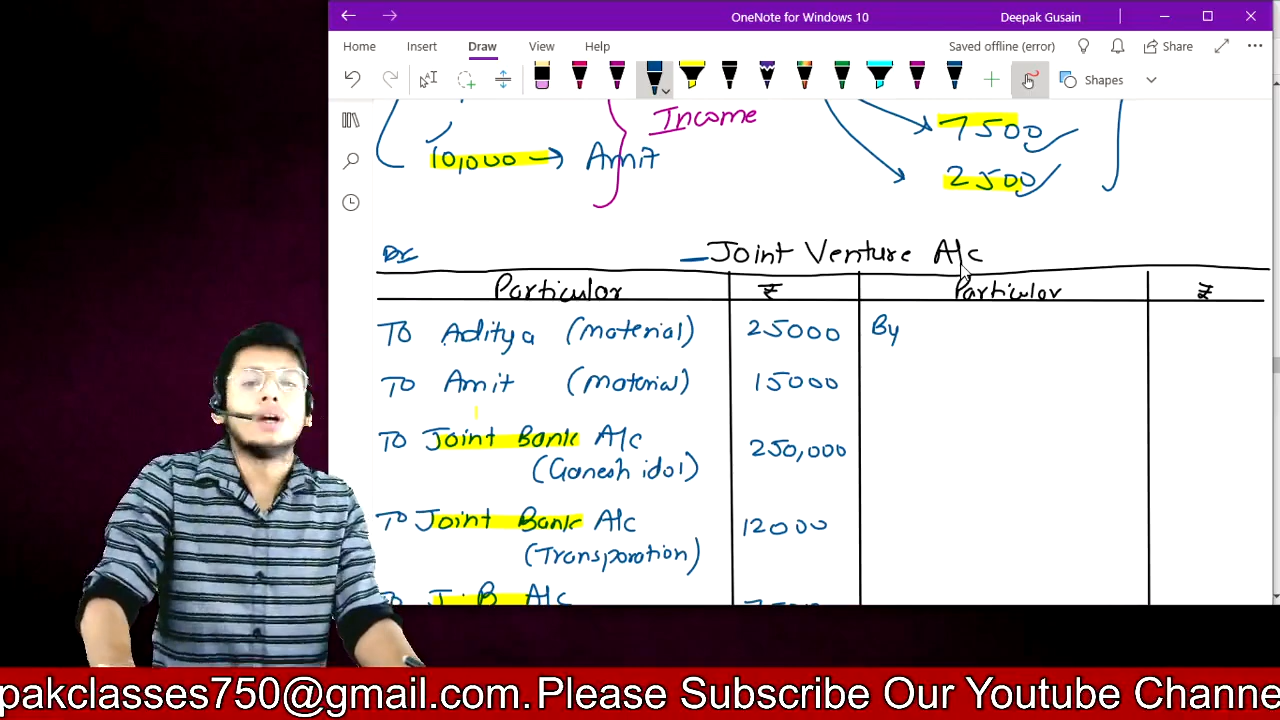 OneNote for Windows 10
Deepak Gusain
Home Insert Draw View Help
Saved offline (error)
Share
Shapes
Income
10,000 → Amit
7500
2500
Dr
Joint Venture A/c
Particular ₹ Particular ₹
To Aditya (material) 25000 By
To Amit (Material) 15000
To Joint Bank A/c
(Ganesh idol) 250,000
To Joint Bank A/c 12000
(Transporation)
To J.B A/c
pakclasses750@gmail.com. Please Subscribe Our Youtube Channe